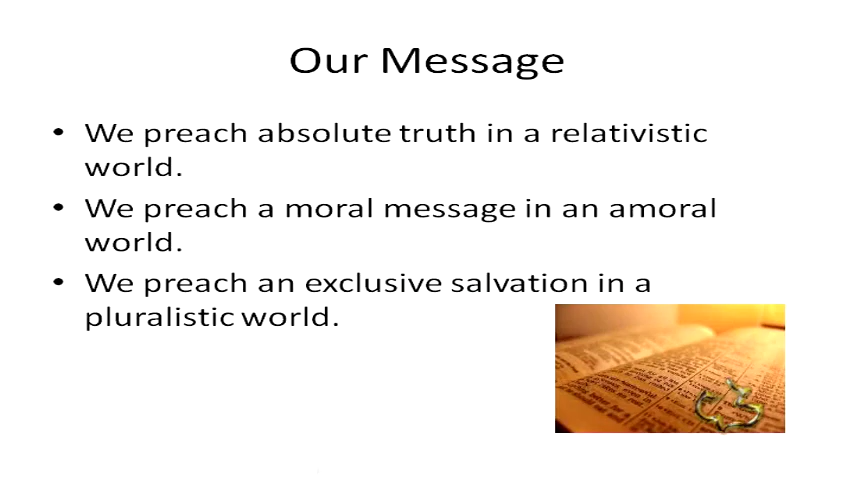 Our Message
• We preach absolute truth in a relativistic
world.
• We preach a moral message in an amoral
world.
• We preach an exclusive salvation in a
pluralistic world.